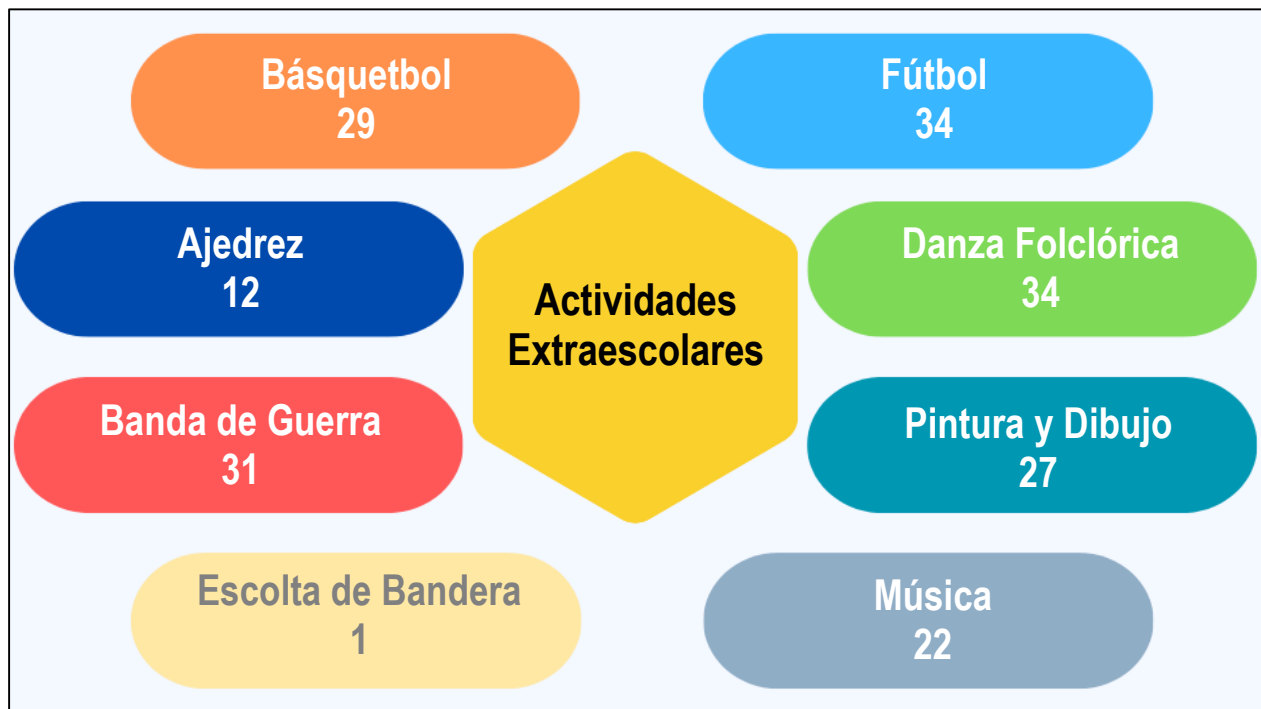 Básquetbol
29
Fútbol
34
Ajedrez
12
Danza Folclórica
34
Actividades
Extraescolares
Banda de Guerra
31
Pintura y Dibujo
27
Escolta de Bandera
1
Música
22